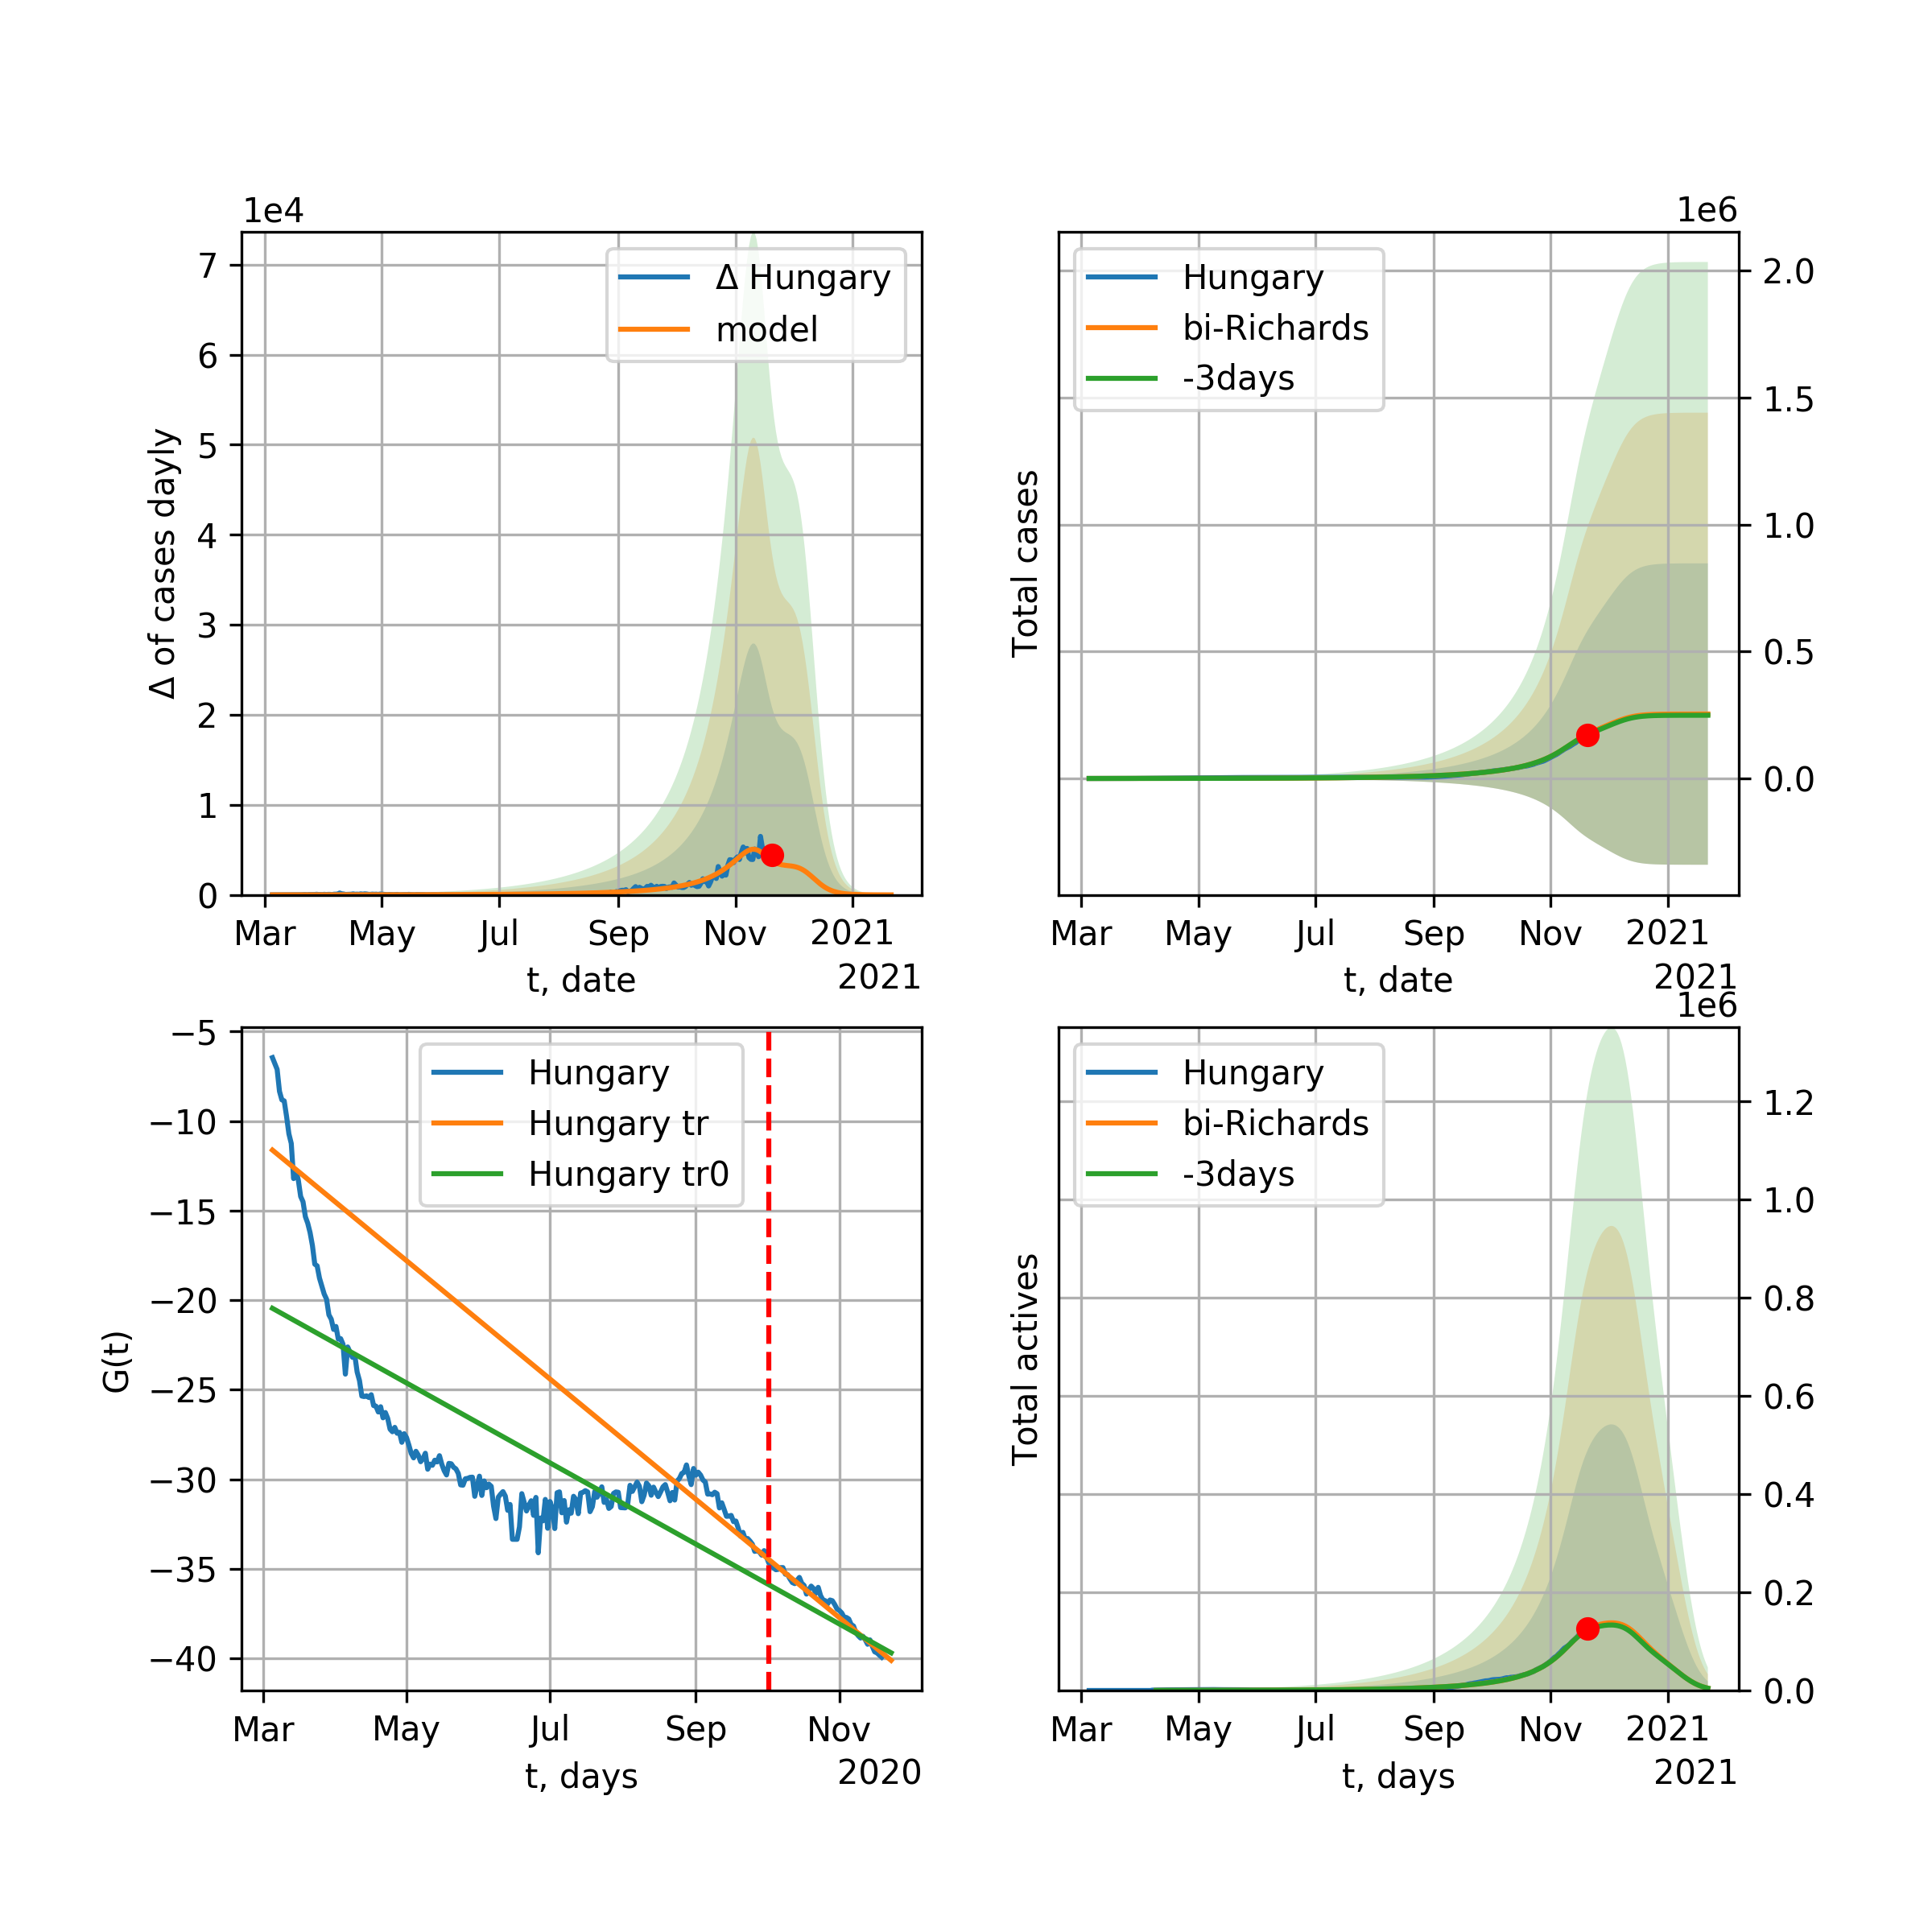 1e4
Δ of cases dayly
7
6
5
4
3
2
1
0
Δ Hungary
model
Mar May Jul Sep Nov 2021
t, date
2021
1e6
Total cases
Hungary
bi-Richards
-3days
2.0
1.5
1.0
0.5
0.0
Mar May Jul Sep Nov 2021
t, date
2021
G(t)
−5
−10
−15
−20
−25
−30
−35
−40
Hungary
Hungary tr
Hungary tr0
Mar May Jul Sep Nov
t, days
2020
1e6
Total actives
Hungary
bi-Richards
-3days
1.2
1.0
0.8
0.6
0.4
0.2
0.0
Mar May Jul Sep Nov 2021
t, days
2021